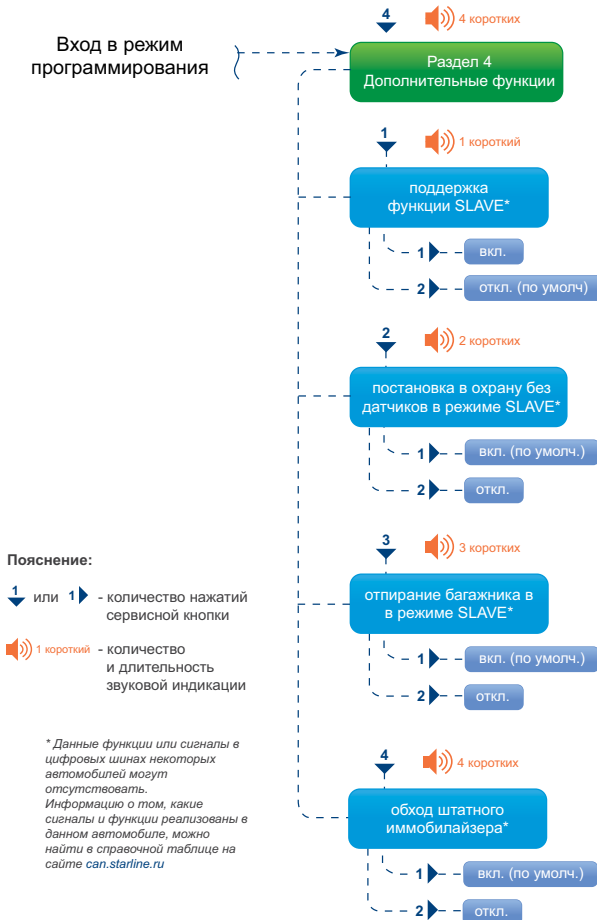 4
4 коротких
Вход в режим
программирования
Раздел 4
Дополнительные функции
1
1 короткий
поддержка
функции SLAVE*
1
вкл.
2
откл. (по умолч)
2
2 коротких
постановка в охрану без
датчиков в режиме SLAVE*
1
вкл. (по умолч.)
2
откл.
3
3 коротких
отпирание багажника в
в режиме SLAVE*
1
вкл. (по умолч.)
2
откл.
4
4 коротких
обход штатного
иммобилайзера*
1
вкл. (по умолч.)
2
откл.
Пояснение:
1 или 1 - количество нажатий
сервисной кнопки
1 короткий - количество
и длительность
звуковой индикации
* Данные функции или сигналы в
цифровых шинах некоторых
автомобилей могут
отсутствовать.
Информацию о том, какие
сигналы и функции реализованы в
данном автомобиле, можно
найти в справочной таблице на
сайте can.starline.ru